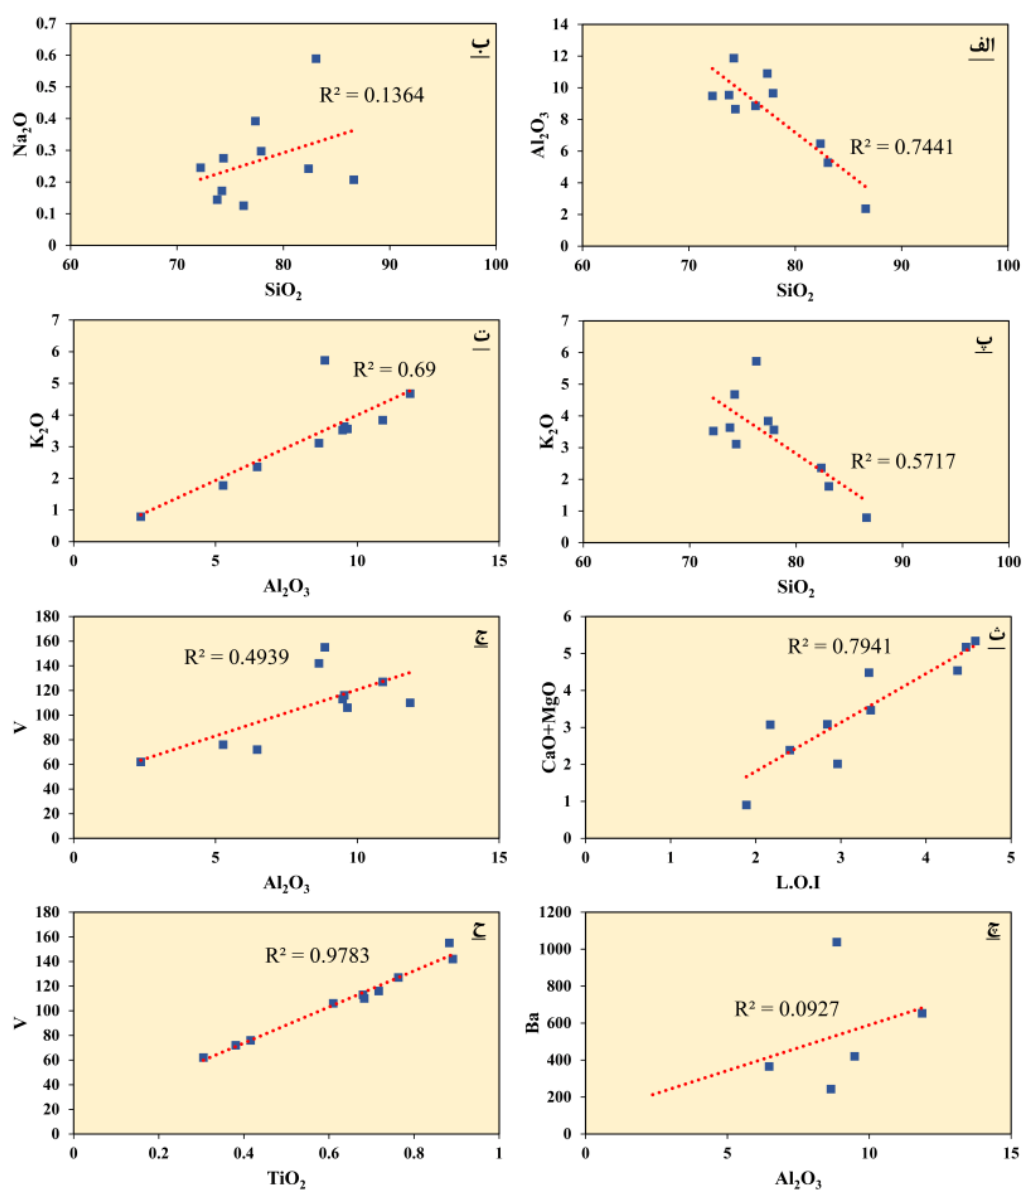 الف
R² = 0.7441
Al₂O₃
14
12
10
8
6
4
2
0
60 70 80 90 100
SiO₂
ب
R² = 0.1364
Na₂O
0.7
0.6
0.5
0.4
0.3
0.2
0.1
0
60 70 80 90 100
SiO₂
پ
R² = 0.5717
K₂O
7
6
5
4
3
2
1
0
60 70 80 90 100
SiO₂
ت
R² = 0.69
K₂O
7
6
5
4
3
2
1
0
0 5 10 15
Al₂O₃
ث
R² = 0.7941
CaO+MgO
6
5
4
3
2
1
0
0 1 2 3 4 5
L.O.I
ج
R² = 0.4939
V
180
160
140
120
100
80
60
40
20
0
0 5 10 15
Al₂O₃
چ
R² = 0.0927
Ba
1200
1000
800
600
400
200
0
0 5 10 15
Al₂O₃
ح
R² = 0.9783
V
180
160
140
120
100
80
60
40
20
0
0 0.2 0.4 0.6 0.8 1
TiO₂